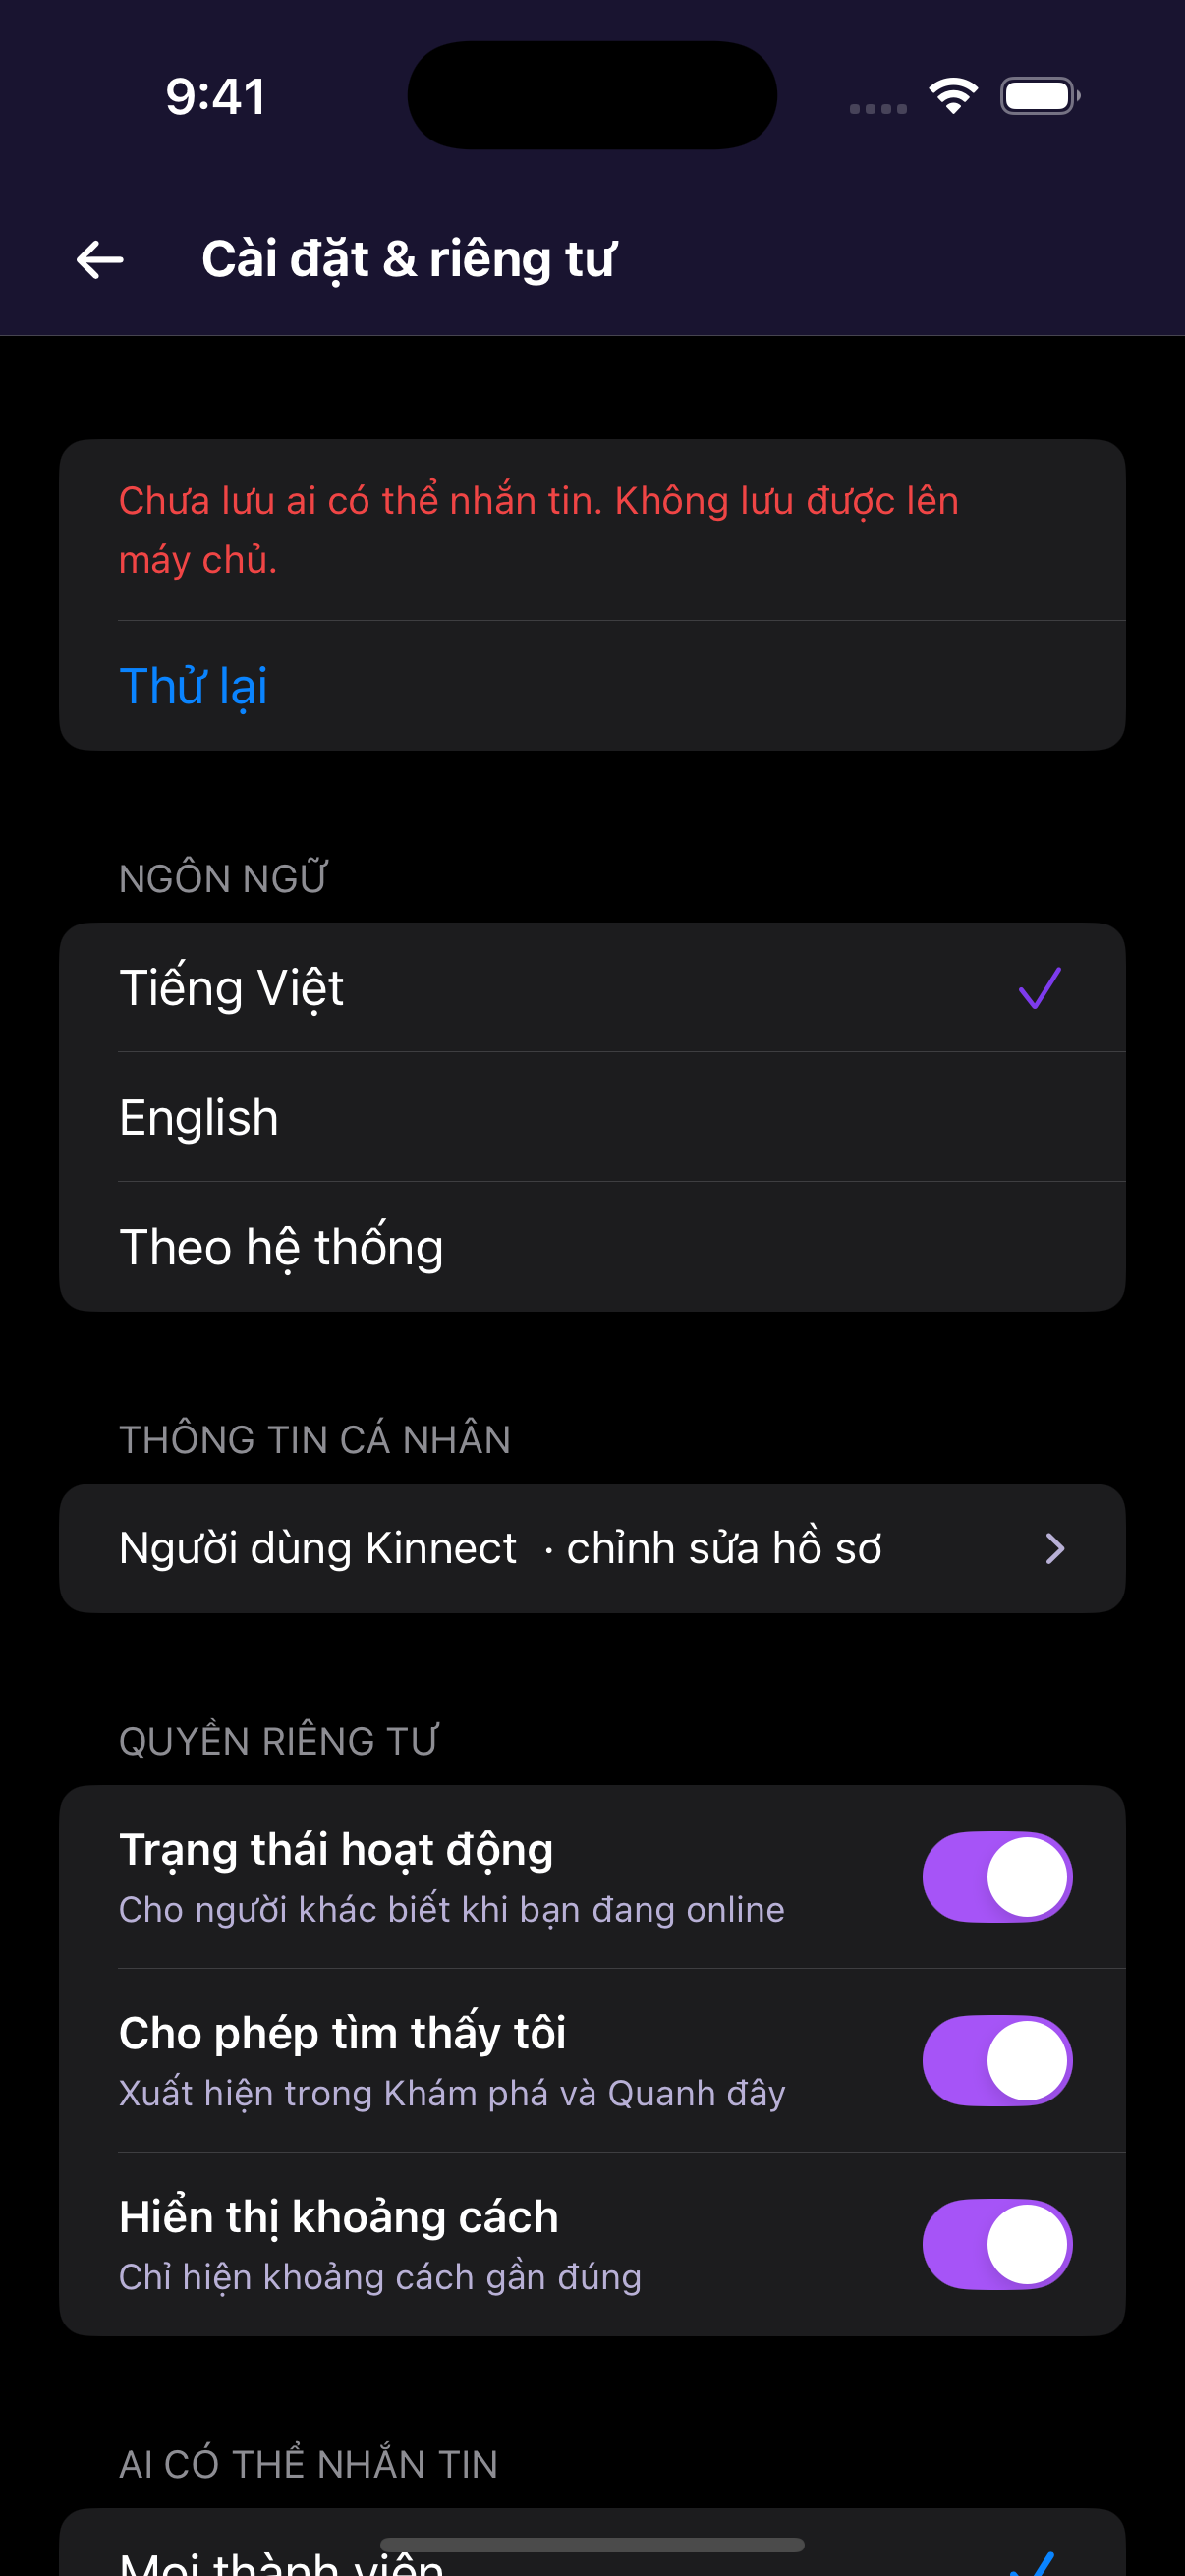 9:41
Cài đặt & riêng tư
Chưa lưu ai có thể nhắn tin. Không lưu được lên
máy chủ.
Thử lại
NGÔN NGỮ
Tiếng Việt
English
Theo hệ thống
THÔNG TIN CÁ NHÂN
Người dùng Kinnect · chỉnh sửa hồ sơ
QUYỀN RIÊNG TƯ
Trạng thái hoạt động
Cho người khác biết khi bạn đang online
Cho phép tìm thấy tôi
Xuất hiện trong Khám phá và Quanh đây
Hiển thị khoảng cách
Chỉ hiện khoảng cách gần đúng
AI CÓ THỂ NHẮN TIN
Mọi thành viên